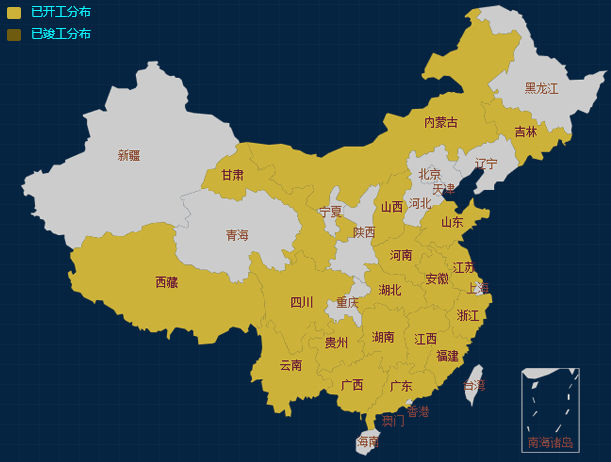 已开工分布
已竣工分布
黑龙江
内蒙古
吉林
新疆
辽宁
甘肃
北京
天津
宁夏
山西
河北
山东
青海
陕西
河南
江苏
安徽
西藏
上海
湖北
四川
重庆
浙江
湖南
江西
贵州
福建
云南
广西
广东
台湾
香港
澳门
海南
南海诸岛